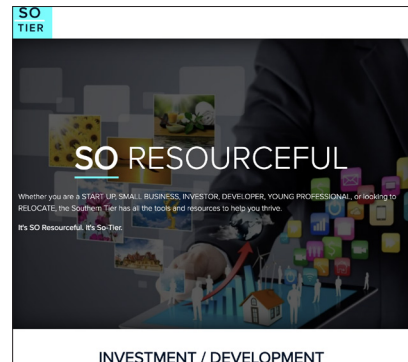 SO
TIER
SO RESOURCEFUL
Whether you are a START UP, SMALL BUSINESS, INVESTOR, DEVELOPER, YOUNG PROFESSIONAL, or looking to
RELOCATE, the Southern Tier has all the tools and resources to help you thrive.
It's SO Resourceful. It's So-Tier.
INVESTMENT / DEVELOPMENT